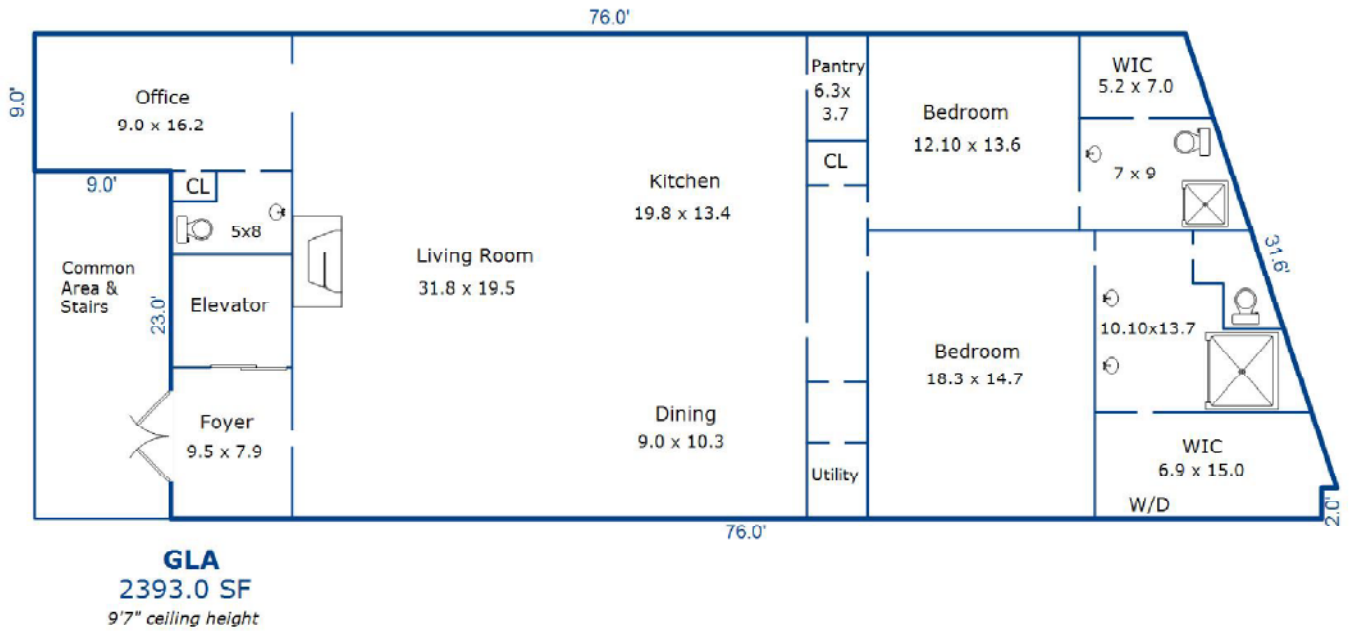 76.0'
9.0'
Office
9.0 x 16.2
9.0'
CL
5x8
Common
Area &
Stairs
23.0'
Elevator
Foyer
9.5 x 7.9
Living Room
31.8 x 19.5
Kitchen
19.8 x 13.4
Dining
9.0 x 10.3
Pantry
6.3x
3.7
CL
Utility
Bedroom
12.10 x 13.6
WIC
5.2 x 7.0
7 x 9
31.6'
Bedroom
18.3 x 14.7
10.10x13.7
WIC
6.9 x 15.0
W/D
2.0'
76.0'
GLA
2393.0 SF
9'7" ceiling height